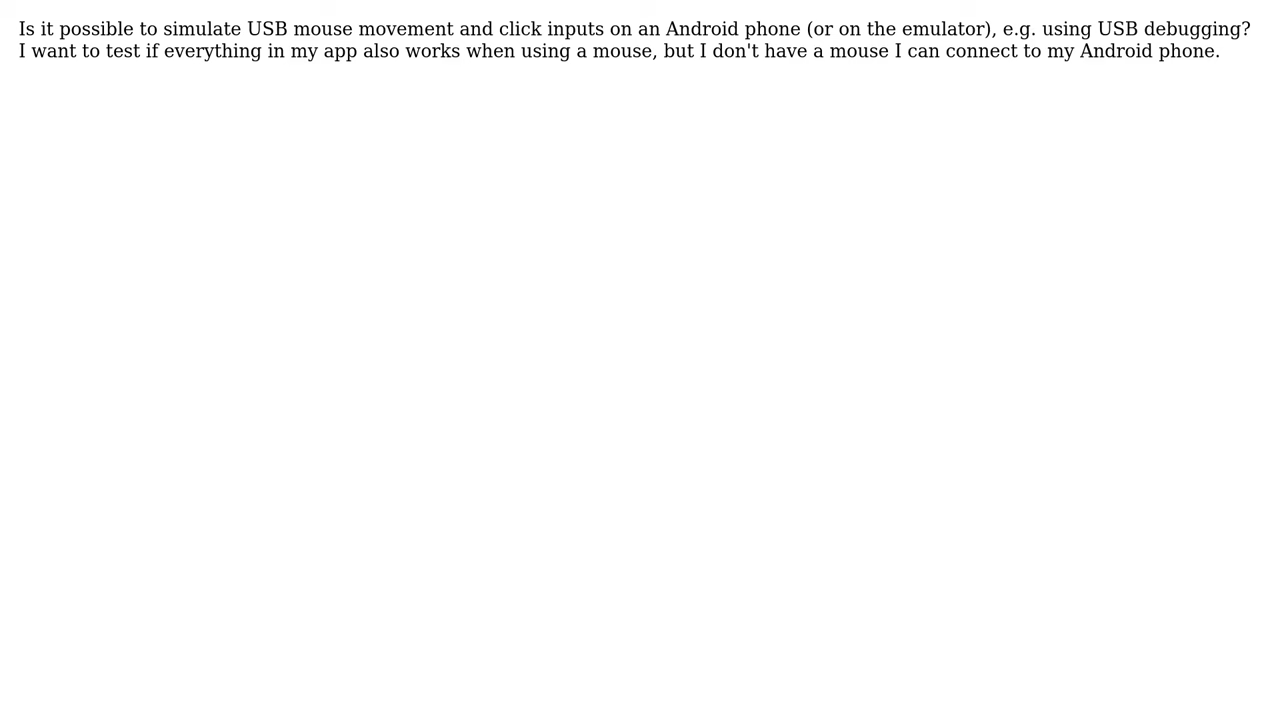 Is it possible to simulate USB mouse movement and click inputs on an Android phone (or on the emulator), e.g. using USB debugging?
I want to test if everything in my app also works when using a mouse, but I don't have a mouse I can connect to my Android phone.